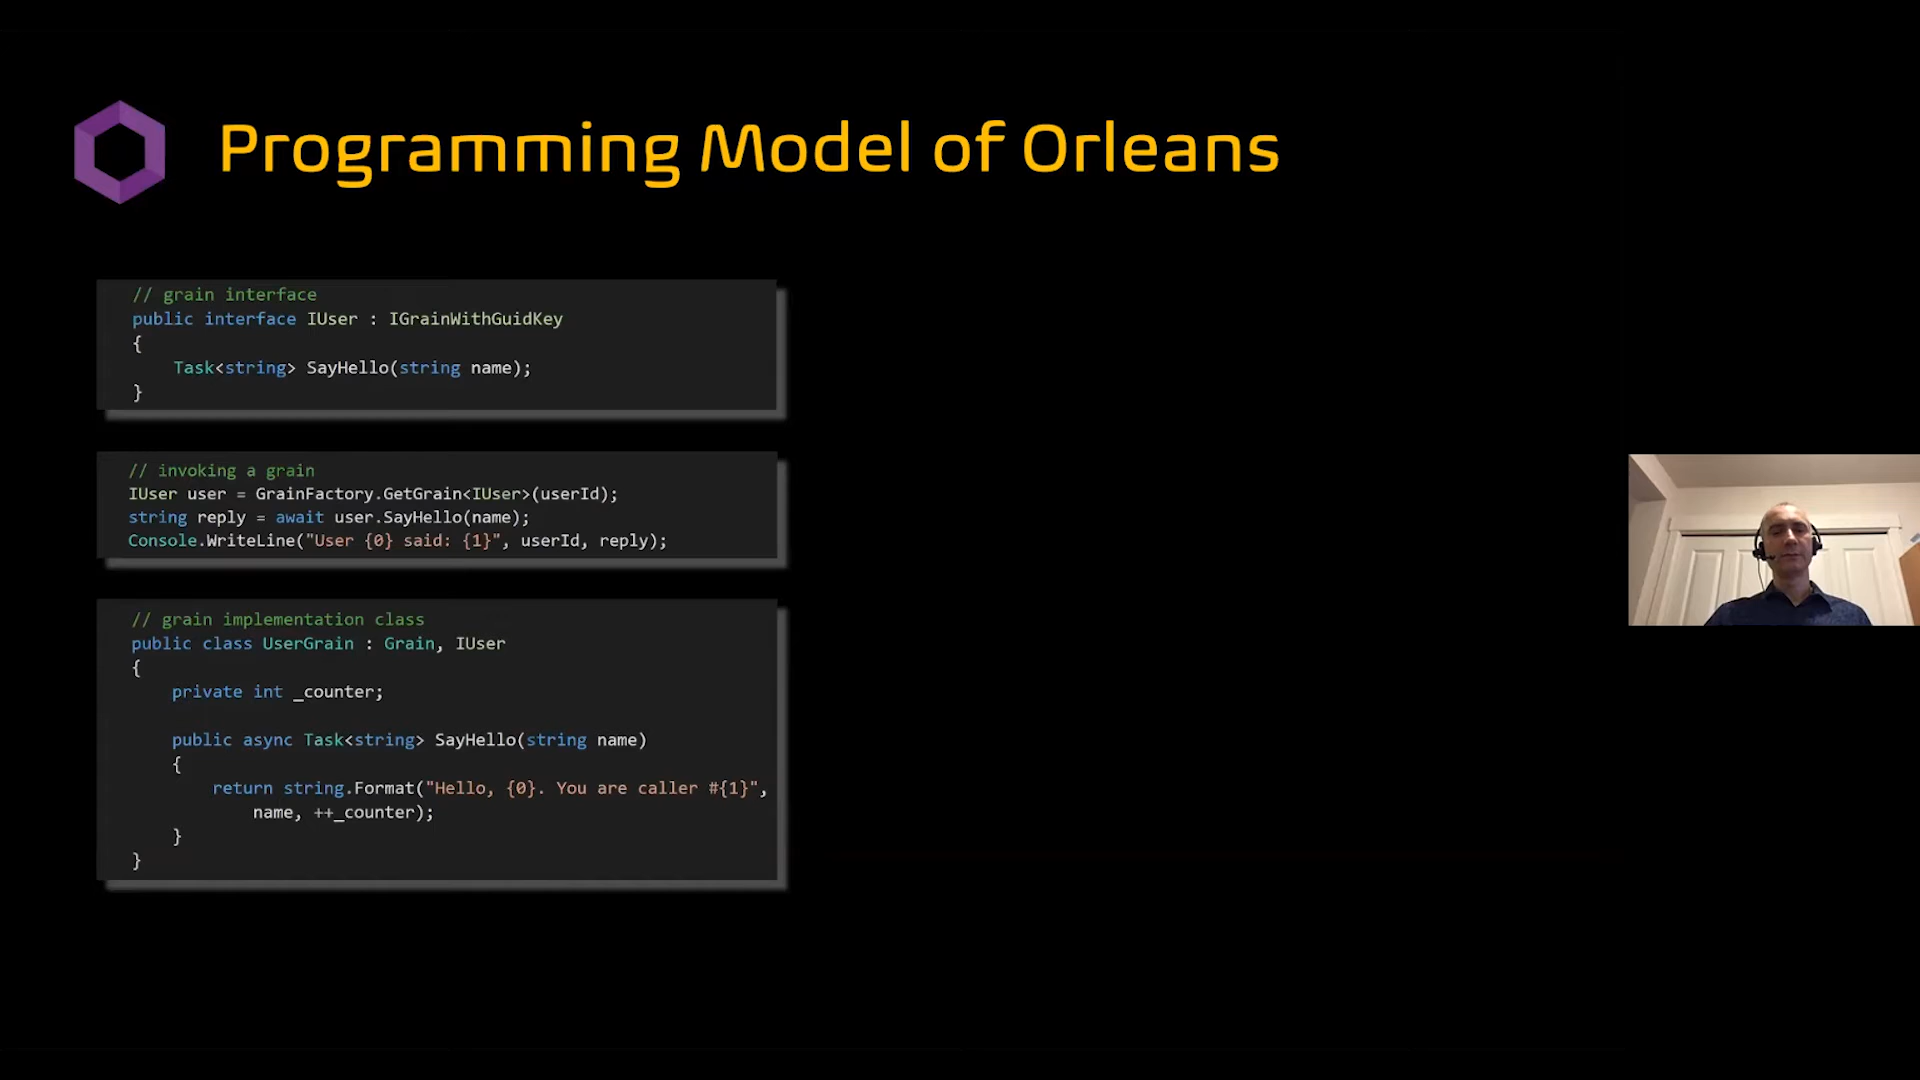 Programming Model of Orleans
// grain interface
public interface IUser : IGrainWithGuidKey
{
    Task<string> SayHello(string name);
}
// invoking a grain
IUser user = GrainFactory.GetGrain<IUser>(userId);
string reply = await user.SayHello(name);
Console.WriteLine("User {0} said: {1}", userId, reply);
// grain implementation class
public class UserGrain : Grain, IUser
{
    private int _counter;
    public async Task<string> SayHello(string name)
    {
        return string.Format("Hello, {0}. You are caller #{1}",
            name, ++_counter);
    }
}